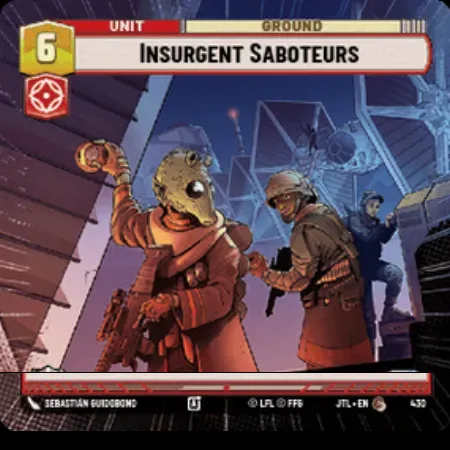 UNIT
GROUND
6
INSURGENT SABOTEURS
SEBASTIÁN GUIDOBONO
© LFL © FFG
JTL • EN
430